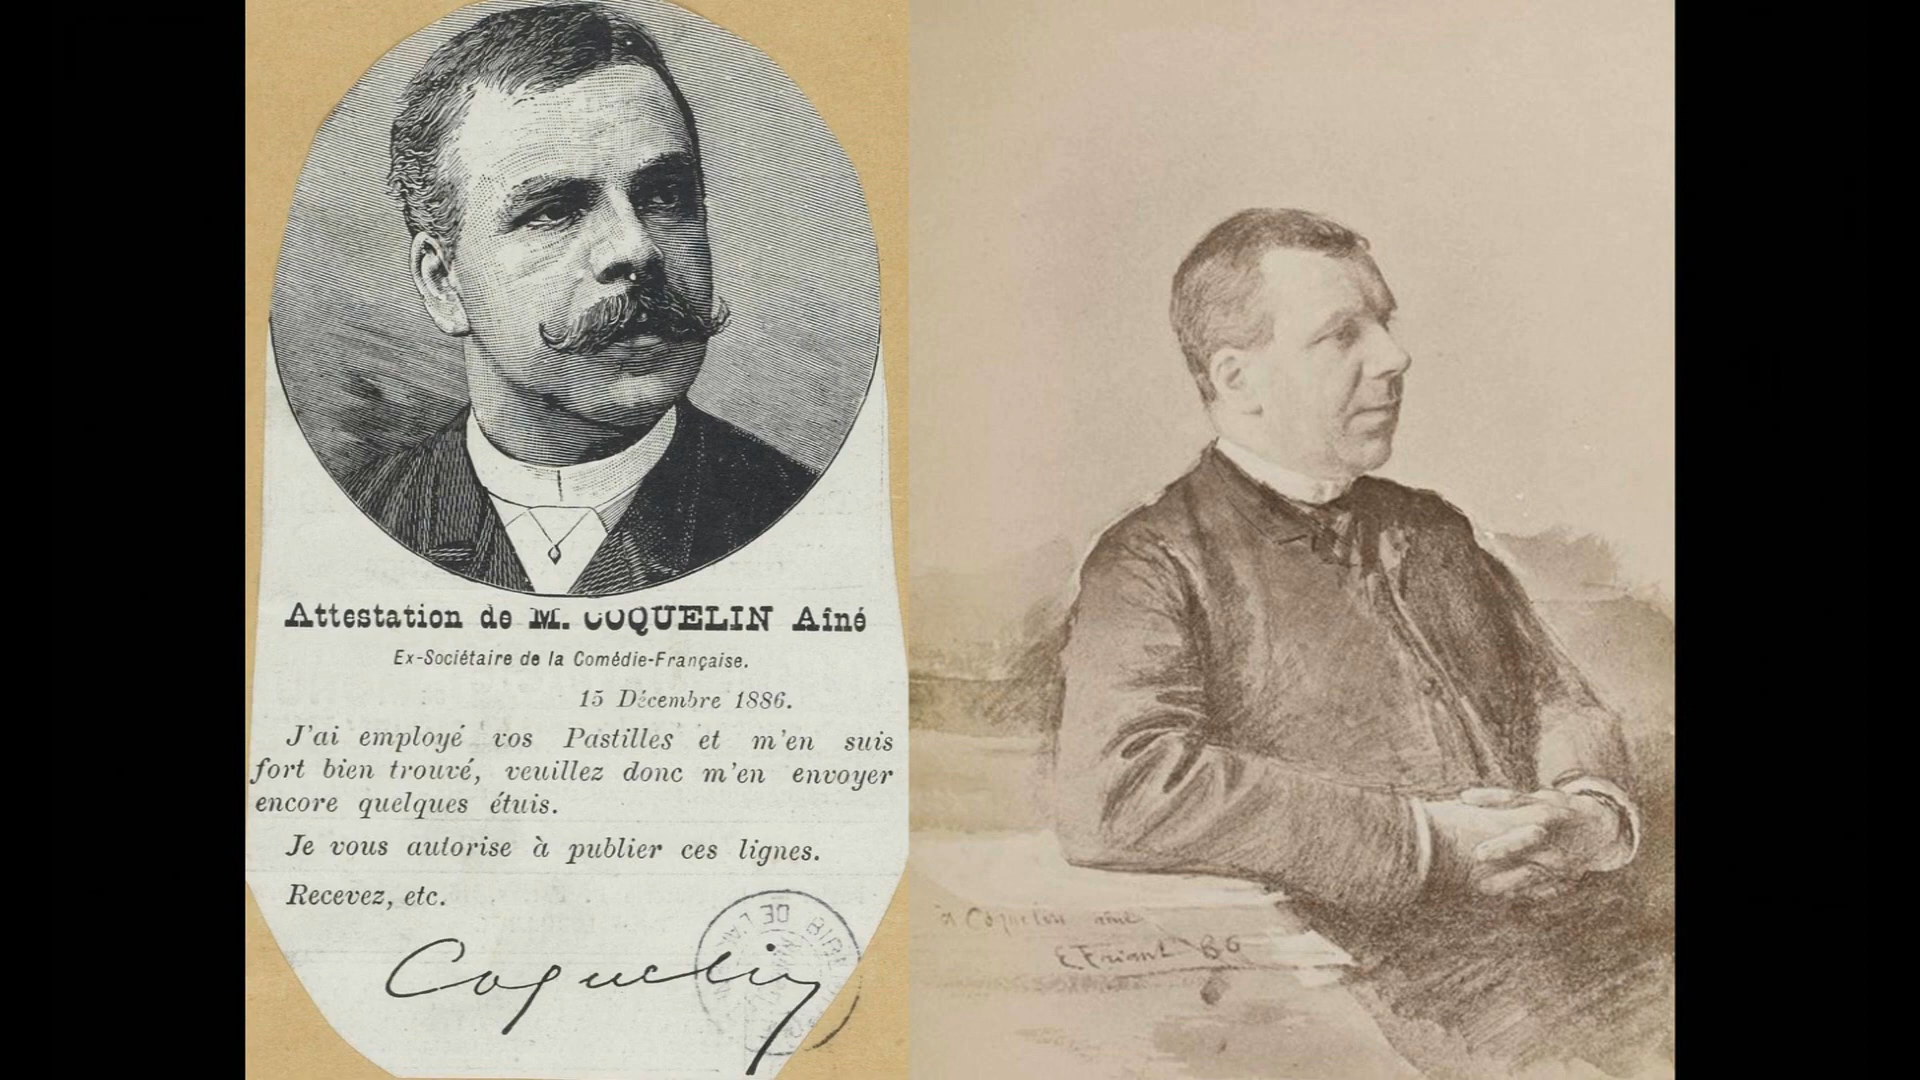 Attestation de M. COQUELIN Aîné
Ex-Sociétaire de la Comédie-Française.
15 Décembre 1886.
J'ai employé vos Pastilles et m'en suis
fort bien trouvé, veuillez donc m'en envoyer
encore quelques étuis.
Je vous autorise à publier ces lignes.
Recevez, etc.
Coquelin
DE L'A
à Coquelin aîné
E. Friant 86